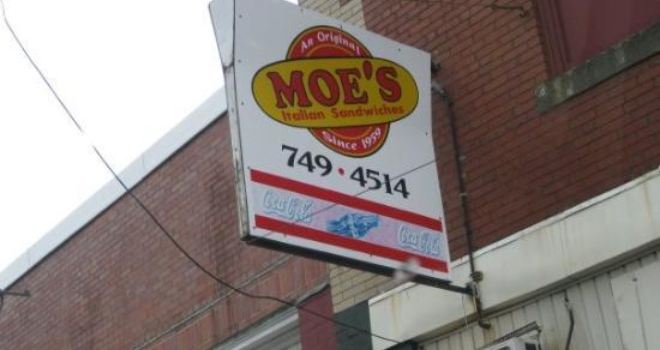 An Original
MOE'S
Italian Sandwiches
Since 1959
749 • 4514
Coca-Cola
Coca-Cola